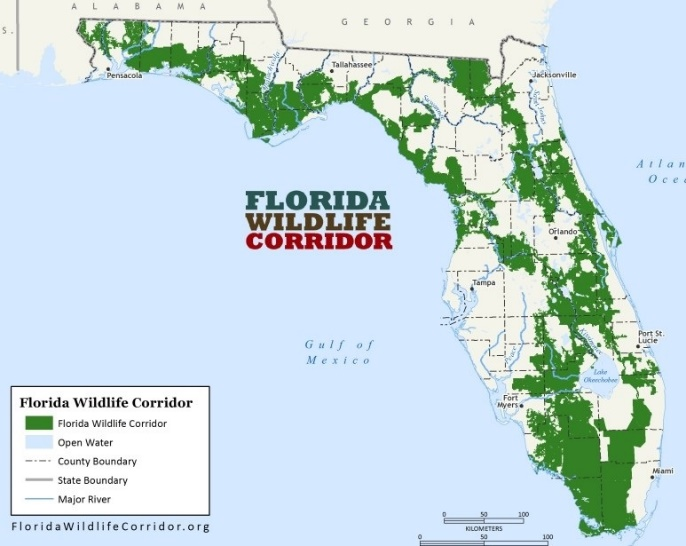 ALABAMA
GEORGIA
S.
Pensacola
Tallahassee
Jacksonville
FLORIDA
WILDLIFE
CORRIDOR
Atlan
Oce
Orlando
Tampa
Gulf of
Mexico
Peace
Port St.
Lucie
Lake
Okeechobee
Fort
Myers
Miami
Florida Wildlife Corridor
Florida Wildlife Corridor
Open Water
County Boundary
State Boundary
Major River
FloridaWildlifeCorridor.org
0 50 100
KILOMETERS
0 50 100